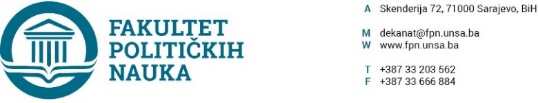 FAKULTET
POLITIČKIH
NAUKA
A Skenderija 72, 71000 Sarajevo, BiH
M dekanat@fpn.unsa.ba
W www.fpn.unsa.ba
T +387 33 203 562
F +387 33 666 884